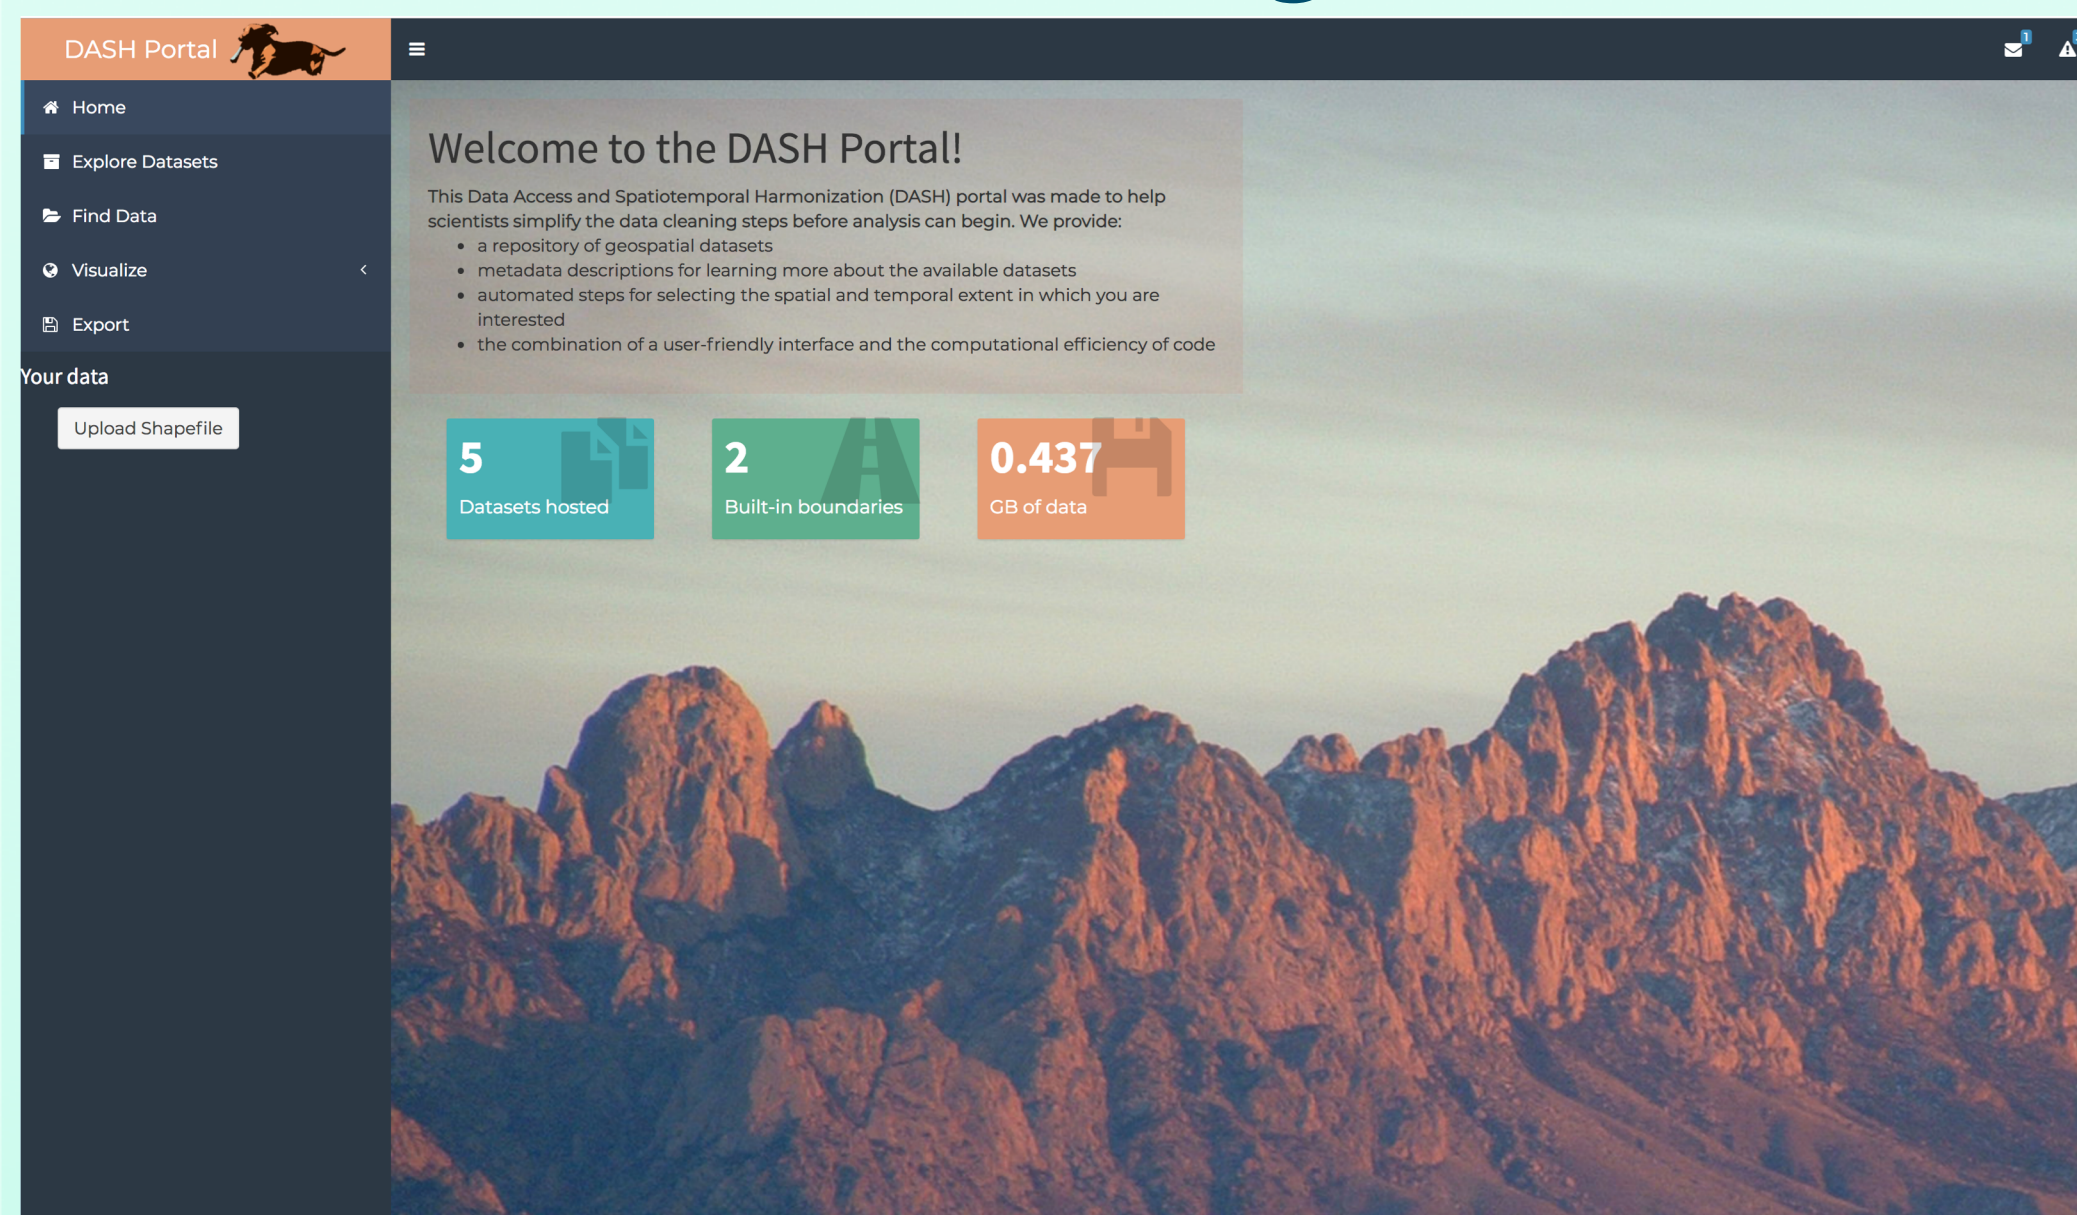 DASH Portal
1
Home
Explore Datasets
Find Data
Visualize
Export
Your data
Upload Shapefile
Welcome to the DASH Portal!
This Data Access and Spatiotemporal Harmonization (DASH) portal was made to help
scientists simplify the data cleaning steps before analysis can begin. We provide:
• a repository of geospatial datasets
• metadata descriptions for learning more about the available datasets
• automated steps for selecting the spatial and temporal extent in which you are
interested
• the combination of a user-friendly interface and the computational efficiency of code
5
Datasets hosted
2
Built-in boundaries
0.437
GB of data